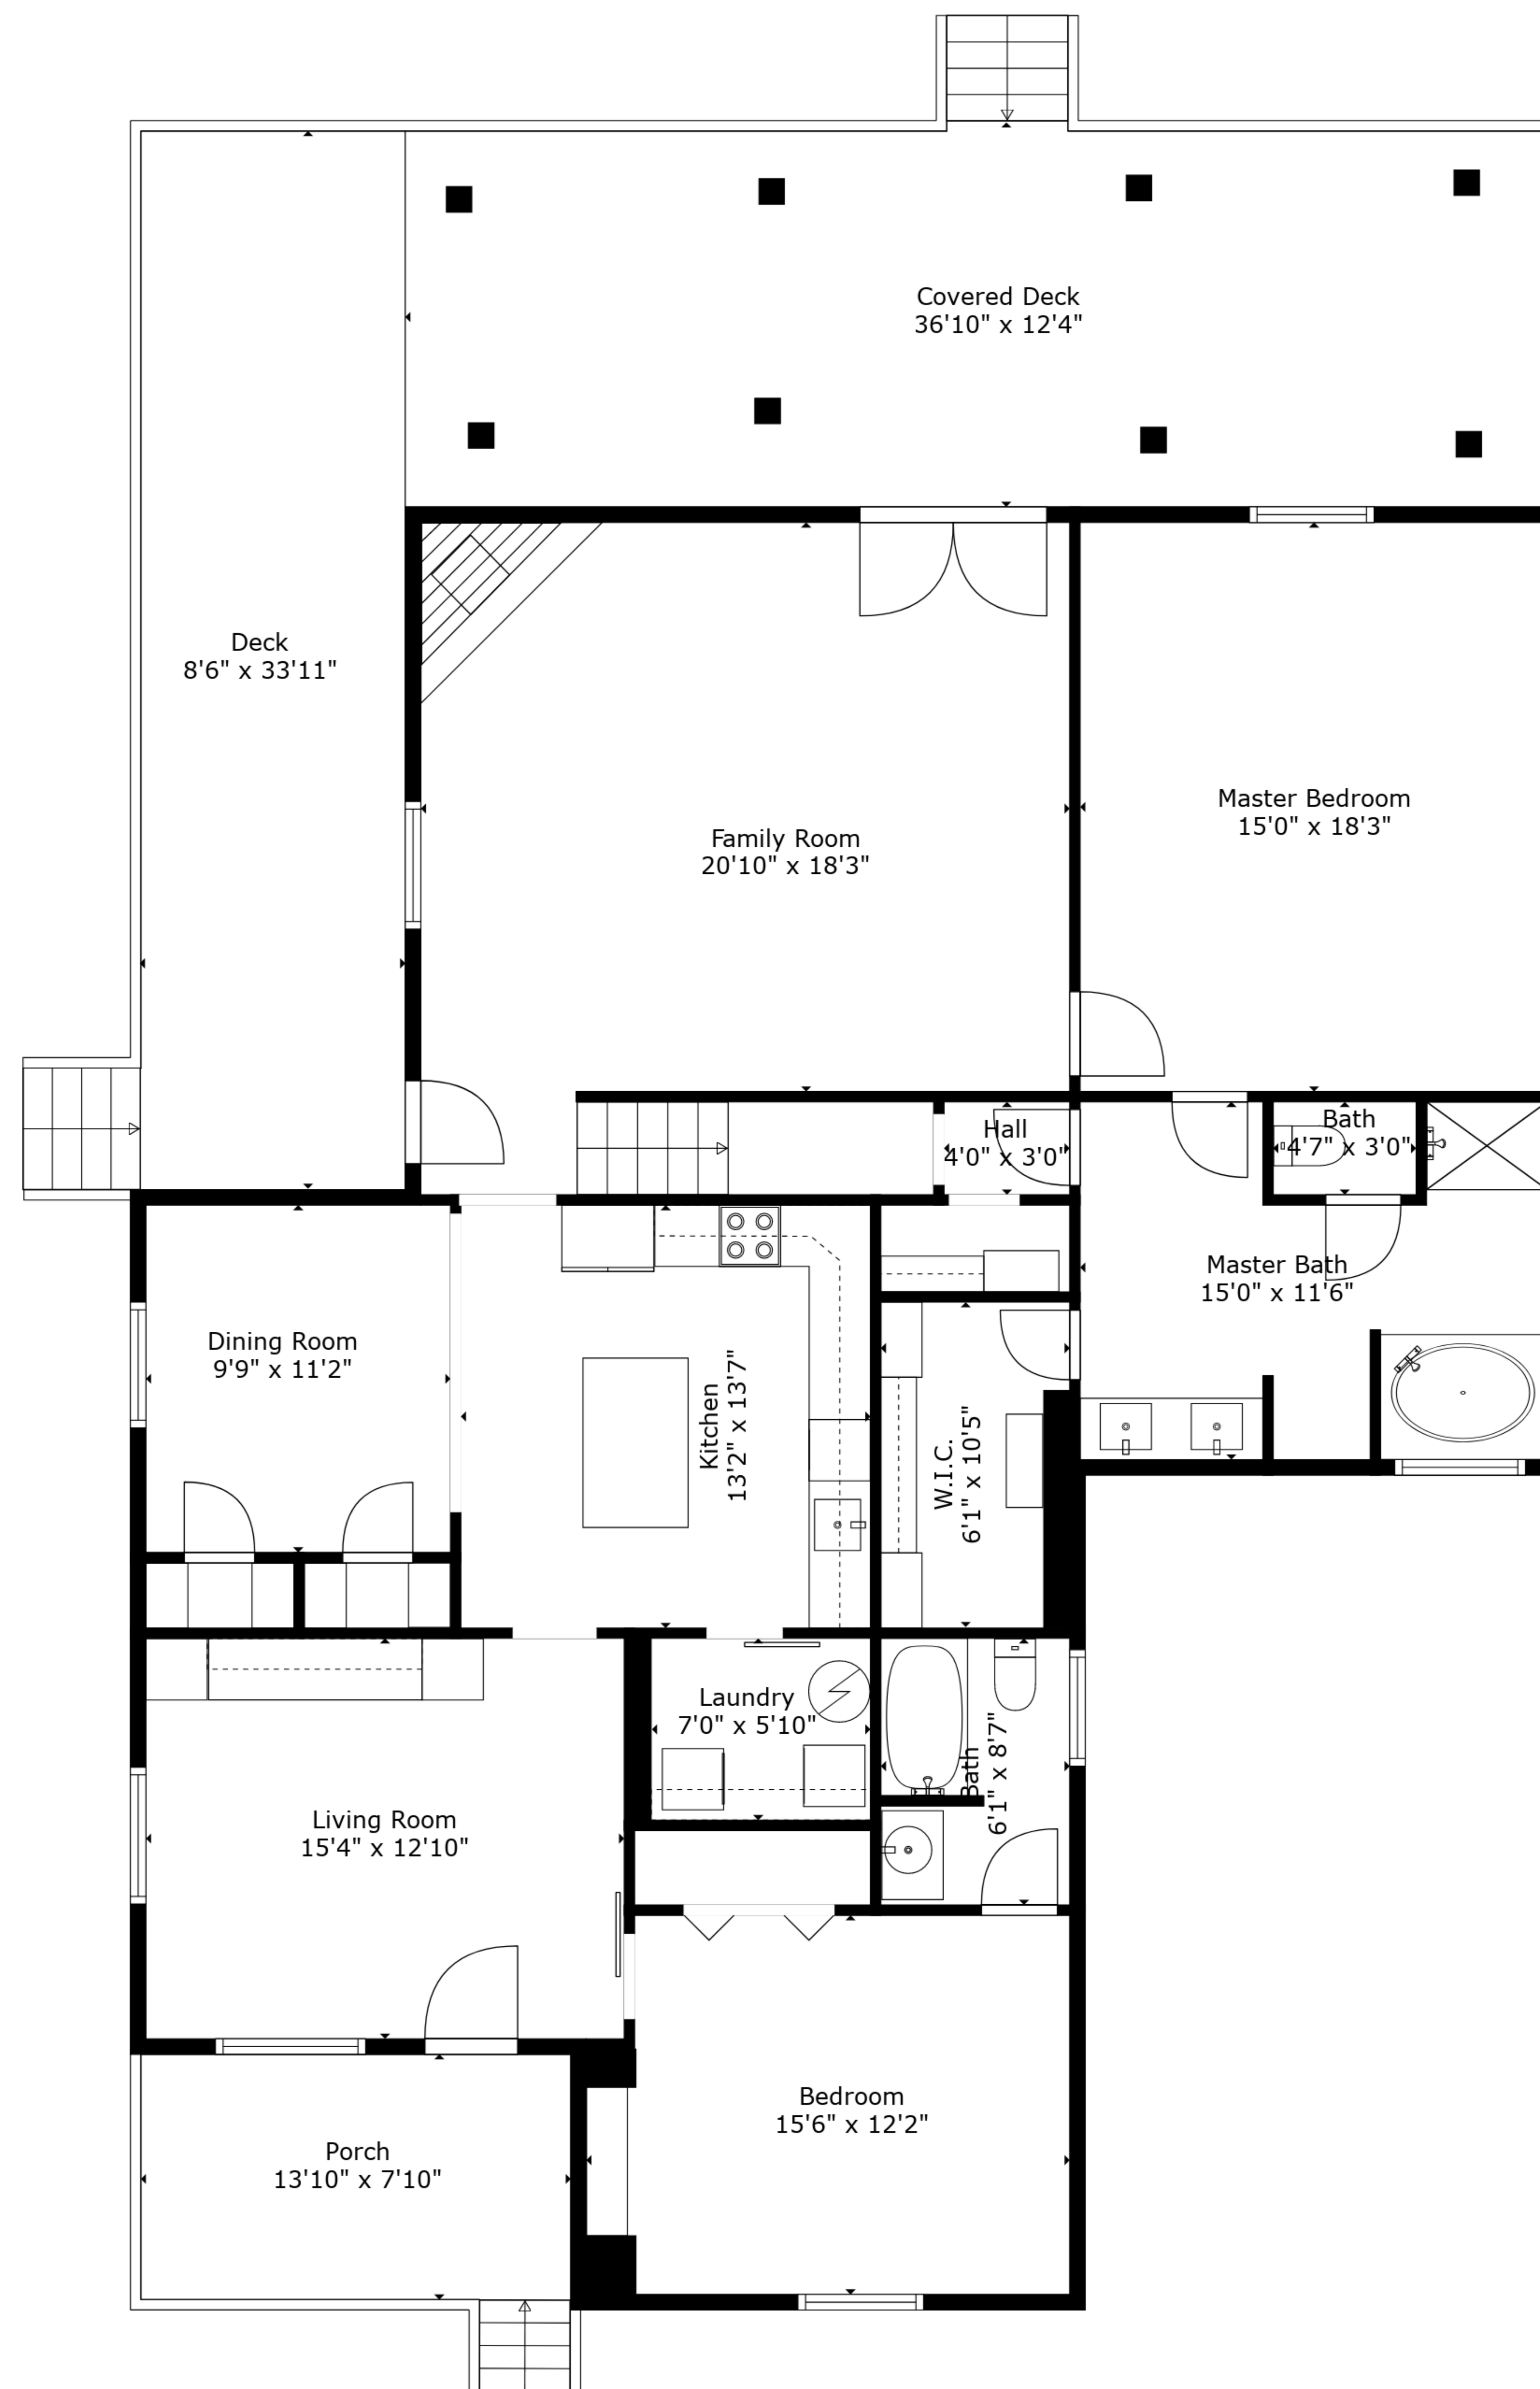 Covered Deck
36'10" x 12'4"
Deck
8'6" x 33'11"
Master Bedroom
15'0" x 18'3"
Family Room
20'10" x 18'3"
Hall
4'0" x 3'0"
Bath
4'7" x 3'0"
Master Bath
15'0" x 11'6"
Dining Room
9'9" x 11'2"
Kitchen
13'2" x 13'7"
W.I.C.
6'1" x 10'5"
Laundry
7'0" x 5'10"
Bath
6'1" x 8'7"
Living Room
15'4" x 12'10"
Bedroom
15'6" x 12'2"
Porch
13'10" x 7'10"